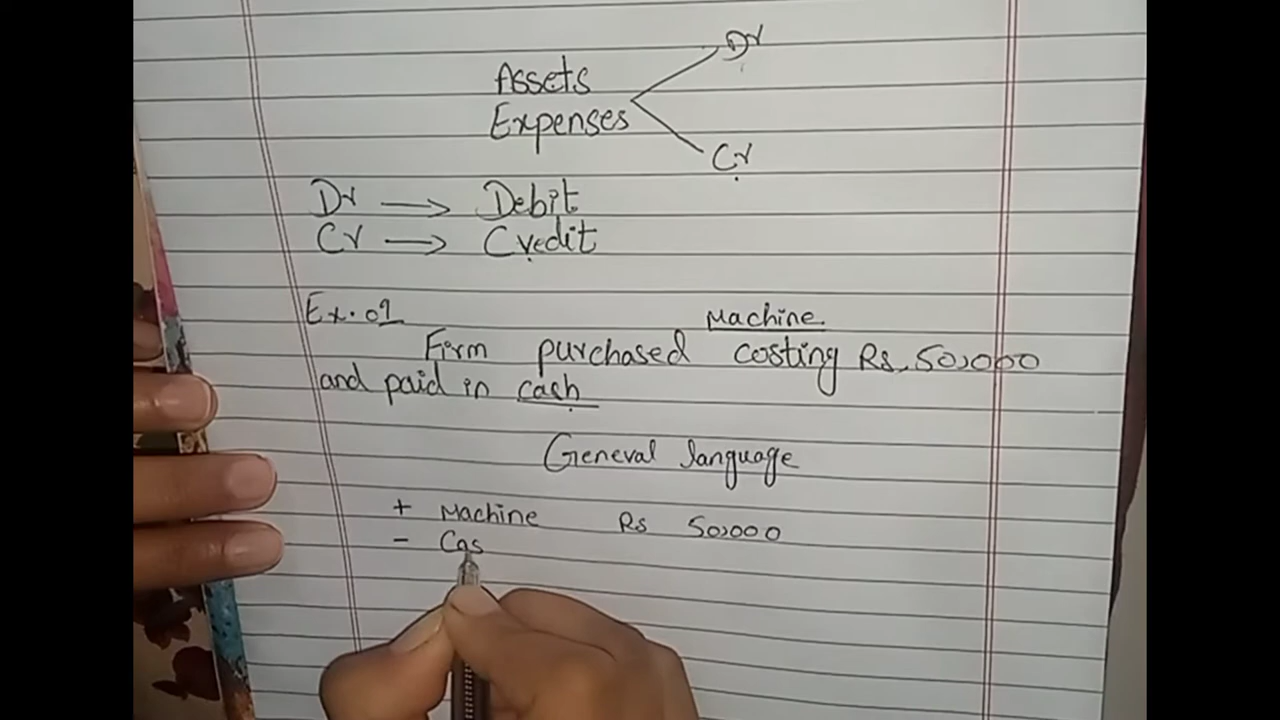 Dr
Assets
Expenses
Cr
Dr → Debit
Cr → Credit
Ex. 01
Machine
Firm purchased costing Rs. 50,000
and paid in cash
General language
+ Machine Rs 50,000
- Cas